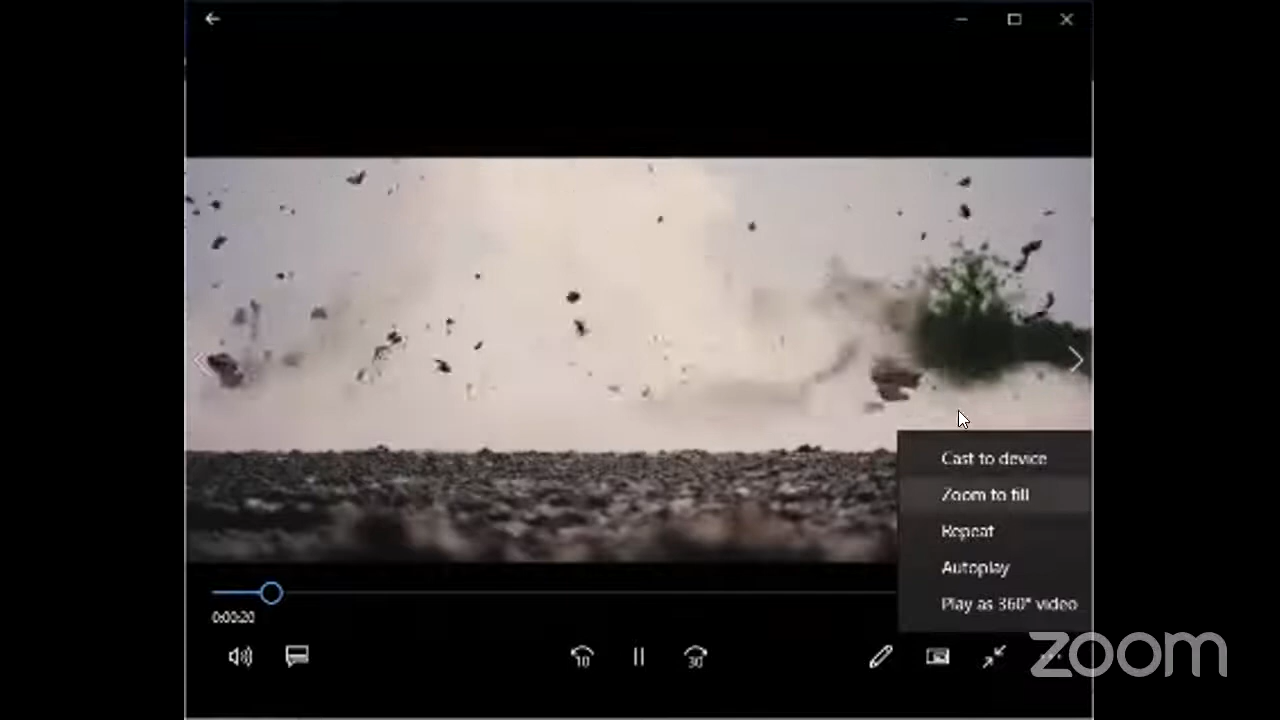 Cast to device
Zoom to fill
Repeat
Autoplay
Play as 360° video
0:00:20
10
30
zoom